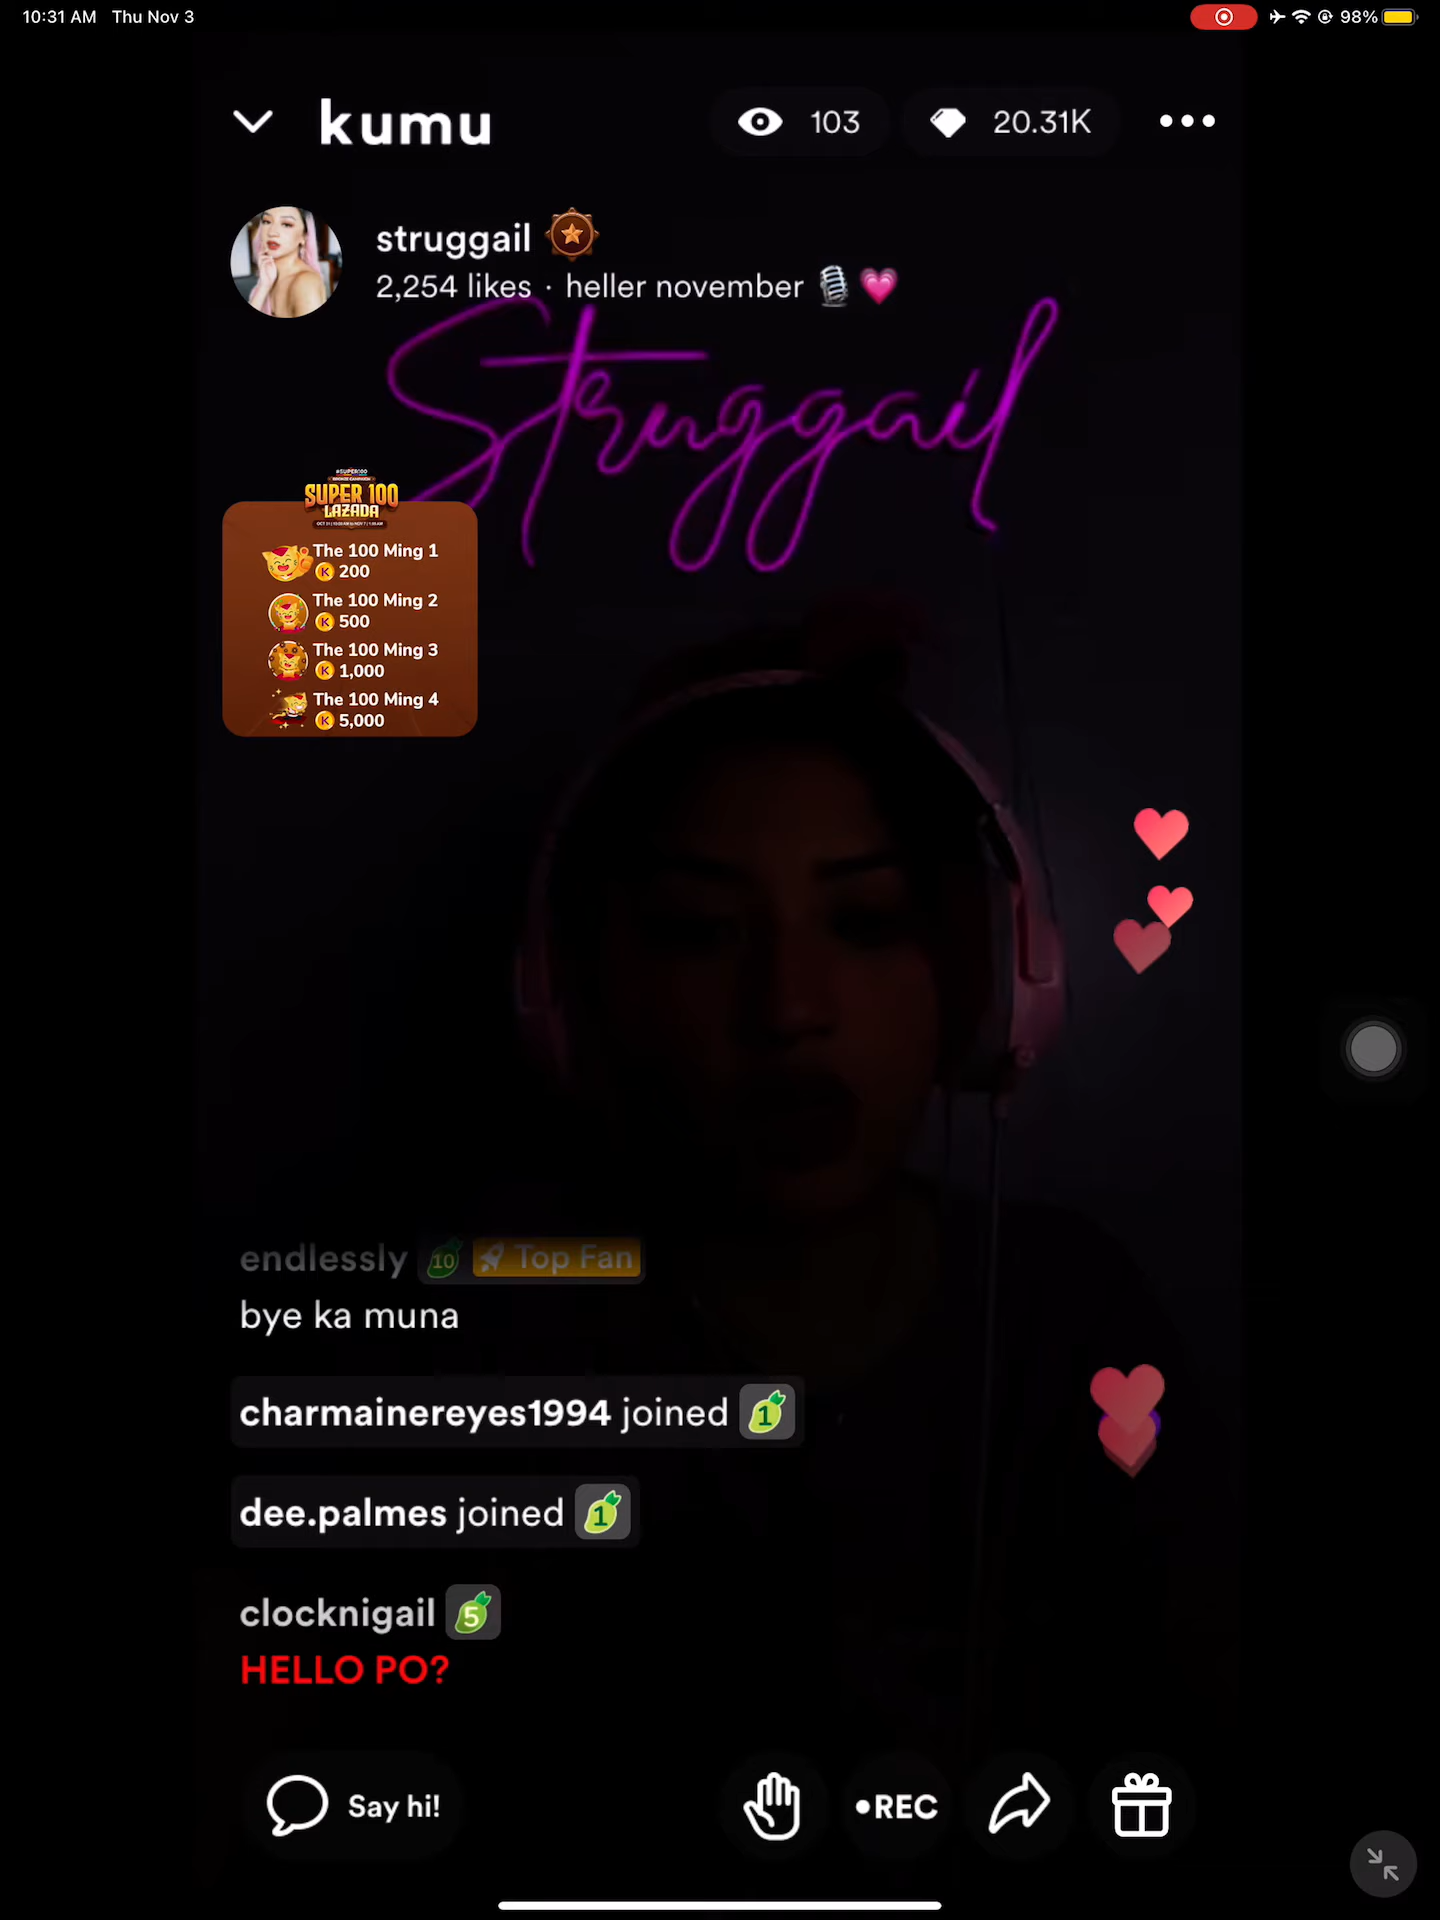 10:31 AM Thu Nov 3
98%
kumu
103
20.31K
struggail
2,254 likes · heller november
Struggail
#SUPER100
BRONZE CAMPAIGN
SUPER 100
LAZADA
The 100 Ming 1
K 200
The 100 Ming 2
K 500
The 100 Ming 3
K 1,000
The 100 Ming 4
K 5,000
endlessly 10 Top Fan
bye ka muna
charmainereyes1994 joined 1
dee.palmes joined 1
clocknigail 5
HELLO PO?
Say hi!
•REC